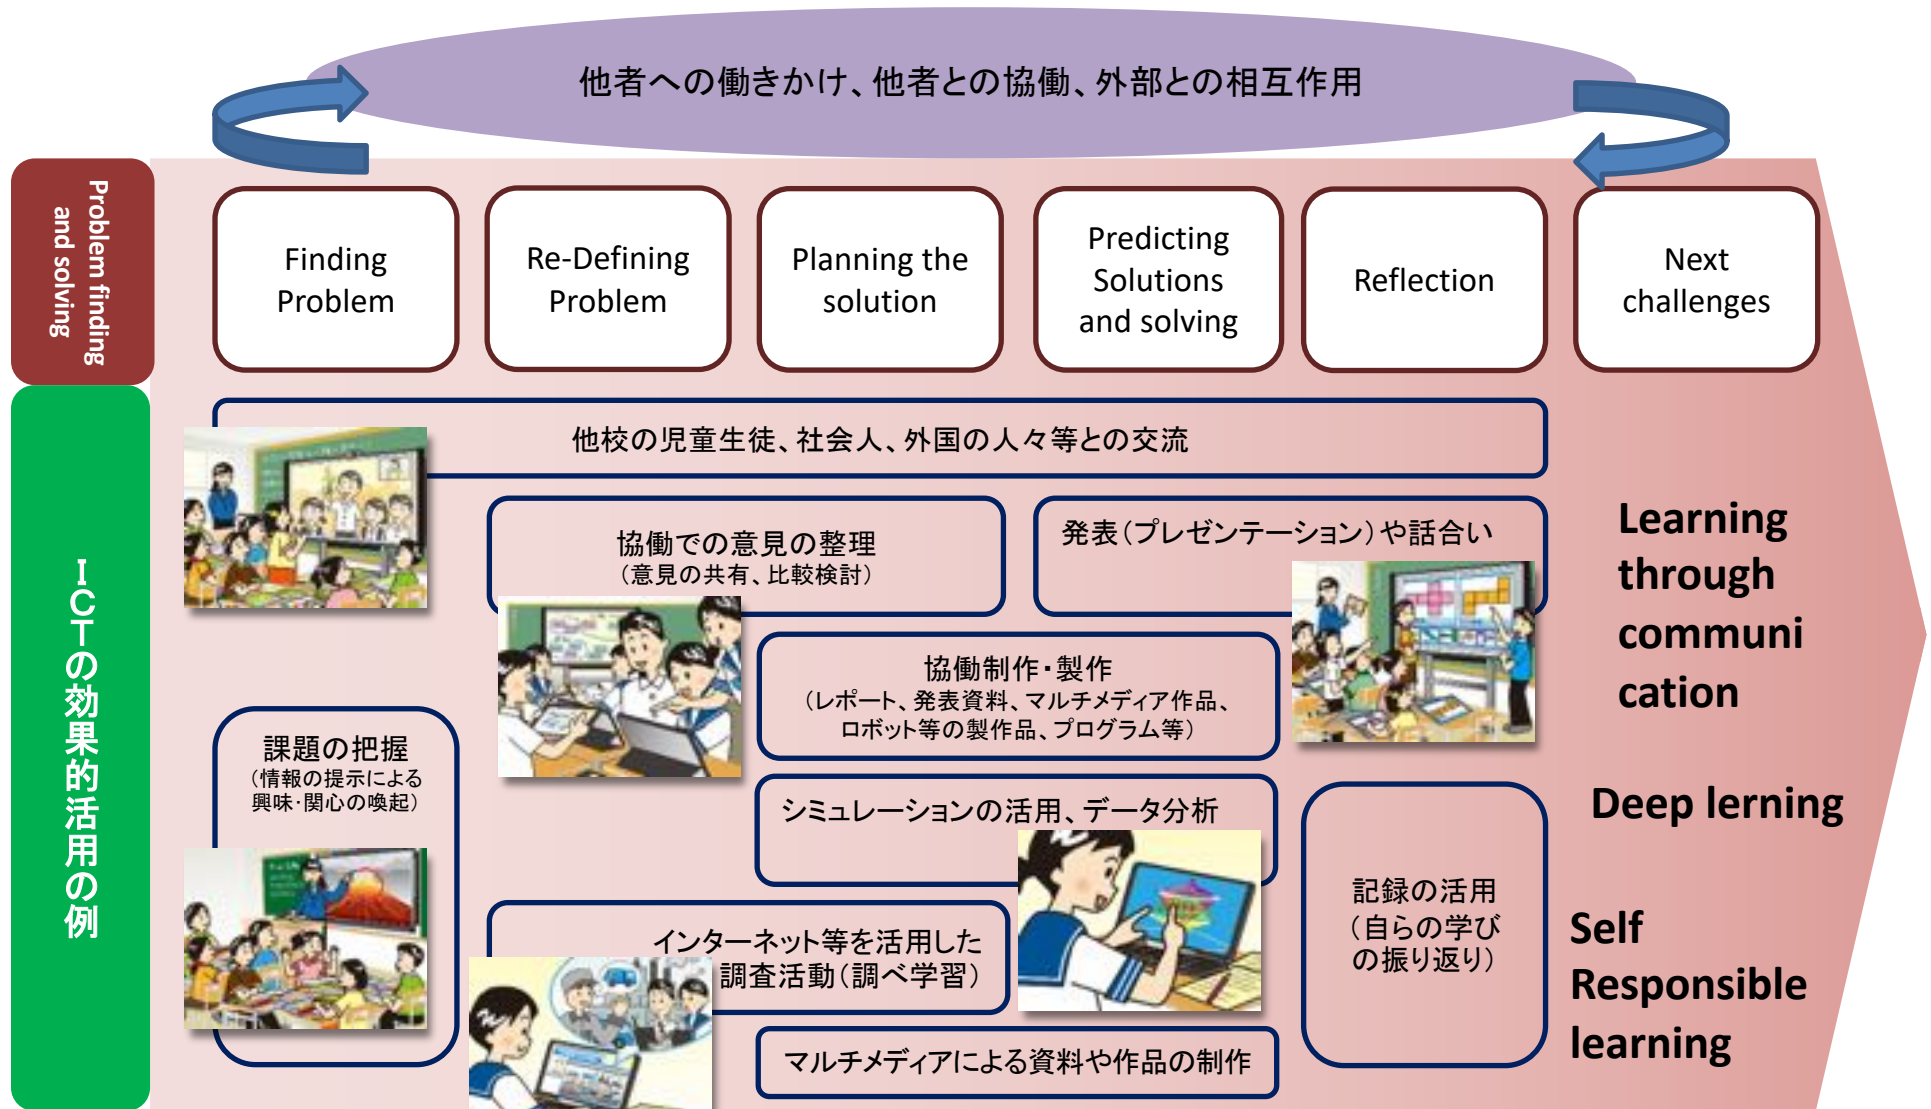 他者への働きかけ、他者との協働、外部との相互作用
Problem finding
and solving
Finding
Problem
Re-Defining
Problem
Planning the
solution
Predicting
Solutions
and solving
Reflection
Next
challenges
ICTの効果的活用の例
他校の児童生徒、社会人、外国の人々等との交流
協働での意見の整理
（意見の共有、比較検討）
発表（プレゼンテーション）や話合い
協働制作・製作
（レポート、発表資料、マルチメディア作品、
ロボット等の製作品、プログラム等）
課題の把握
（情報の提示による
興味・関心の喚起）
シミュレーションの活用、データ分析
インターネット等を活用した
調査活動（調べ学習）
マルチメディアによる資料や作品の制作
記録の活用
（自らの学び
の振り返り）
Learning
through
communi
cation
Deep lerning
Self
Responsible
learning